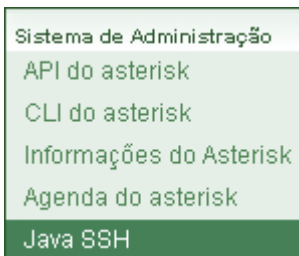 Sistema de Administração
API do asterisk
CLI do asterisk
Informações do Asterisk
Agenda do asterisk
Java SSH